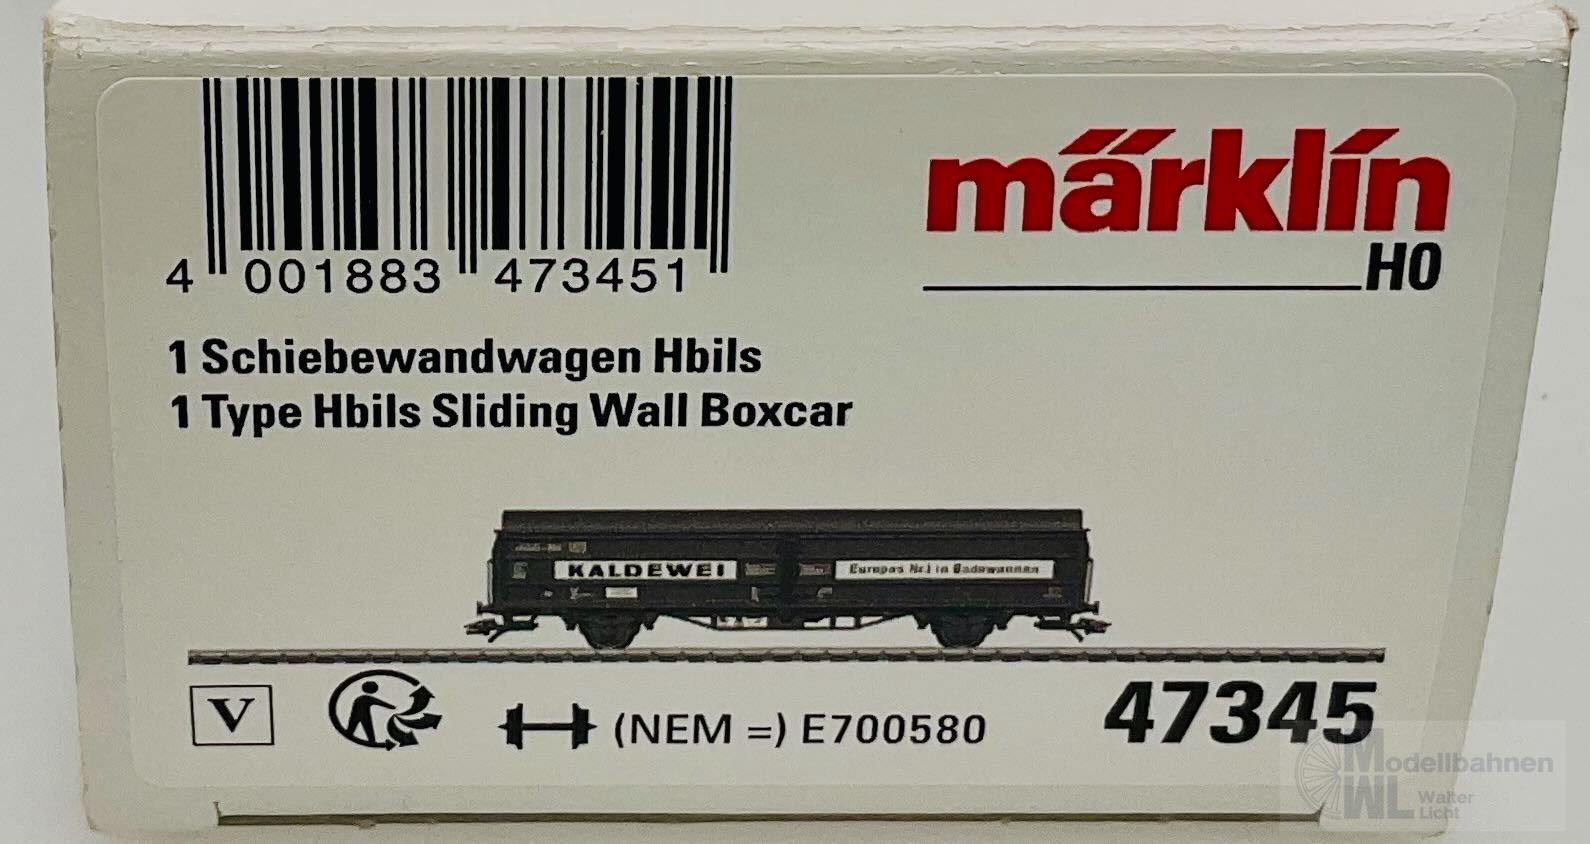 märklin
H0
4 001883 473451
1 Schiebewandwagen Hbils
1 Type Hbils Sliding Wall Boxcar
KALDEWEI
Europas Nr.1 in Badewannen
V
(NEM =) E700580
47345
Modellbahnen
WL
Walter
Licht